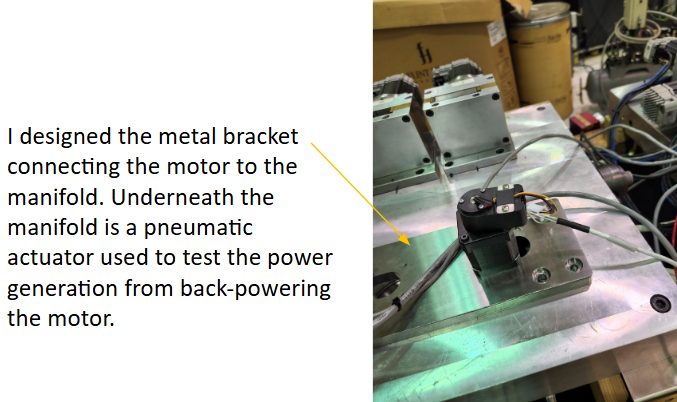 I designed the metal bracket
connecting the motor to the
manifold. Underneath the
manifold is a pneumatic
actuator used to test the power
generation from back-powering
the motor.